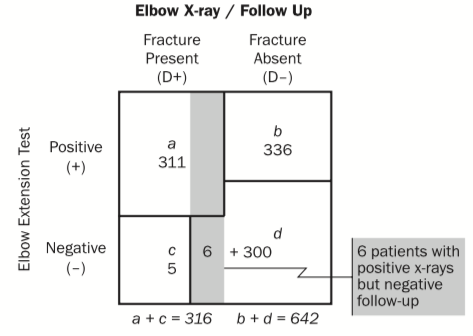 Elbow X-ray / Follow Up
Fracture
Present
(D+)
Fracture
Absent
(D–)
Elbow Extension Test
Positive
(+)
a
311
b
336
Negative
(–)
c
5
6
d
+ 300
6 patients with
positive x-rays
but negative
follow-up
a + c = 316
b + d = 642